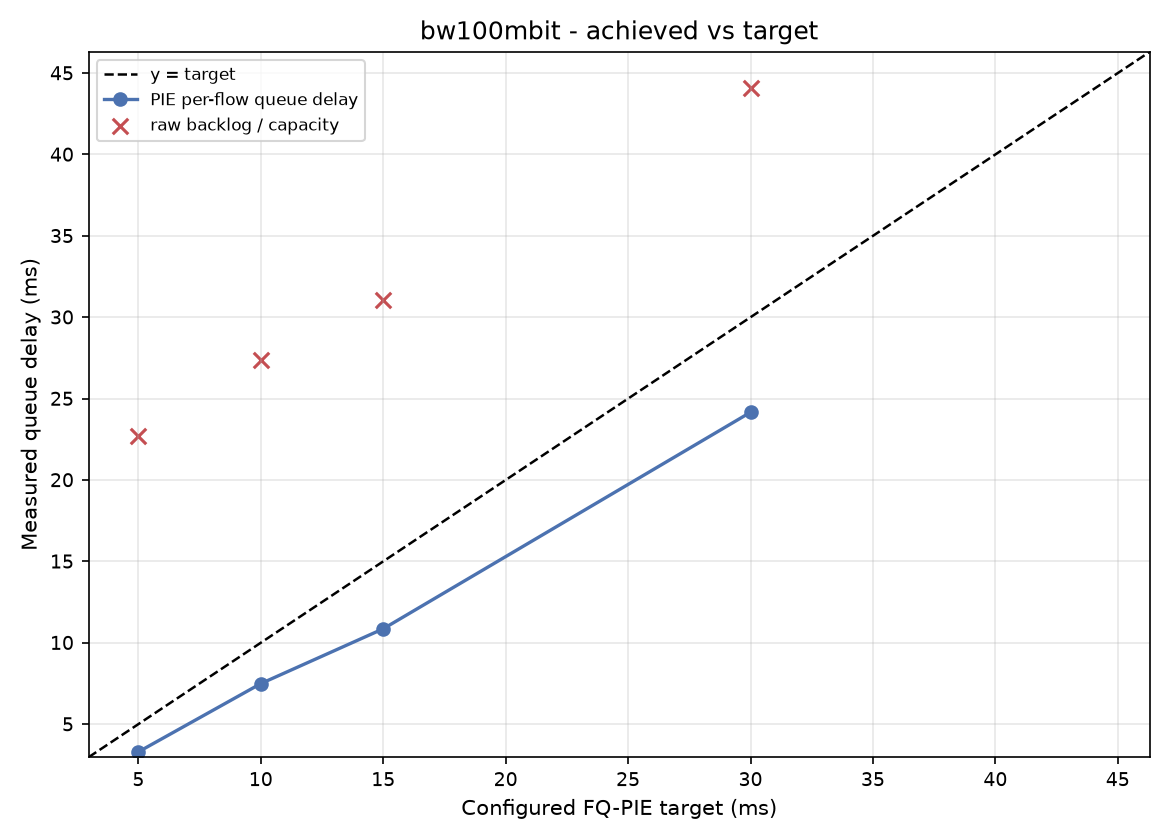 bw100mbit - achieved vs target
y = target
PIE per-flow queue delay
raw backlog / capacity
Measured queue delay (ms)
45
40
35
30
25
20
15
10
5
5 10 15 20 25 30 35 40 45
Configured FQ-PIE target (ms)